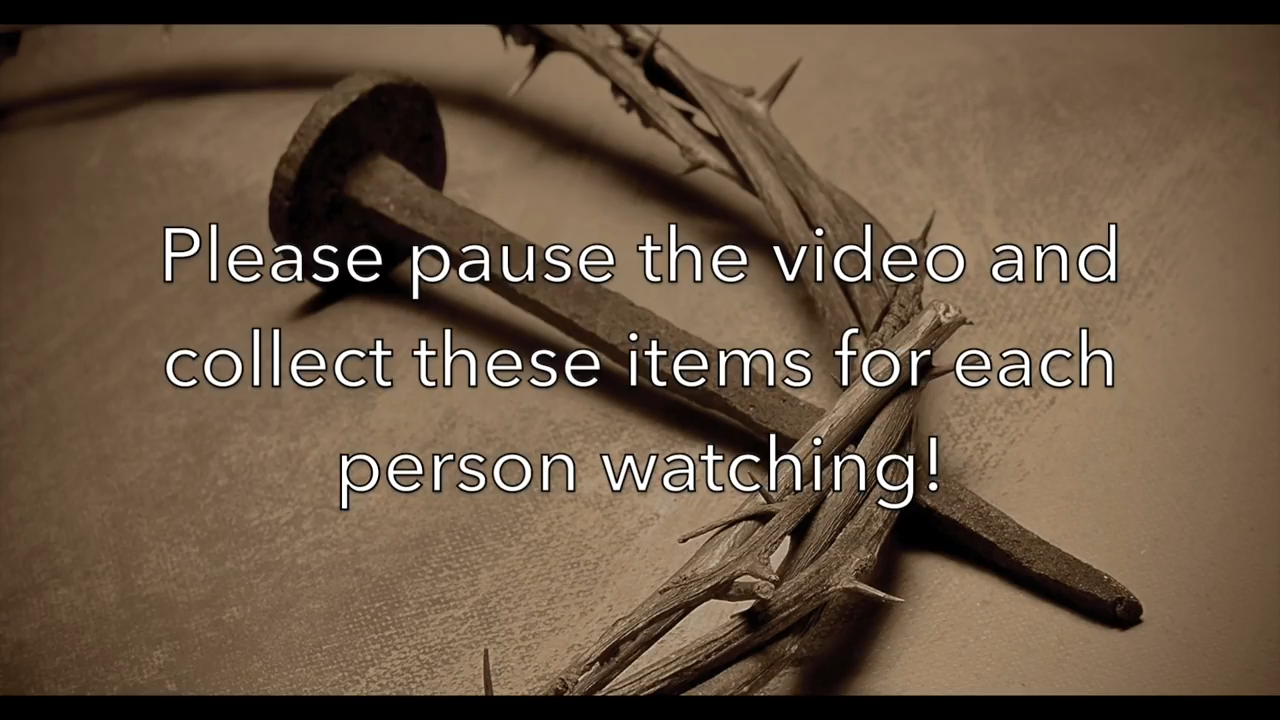 Please pause the video and
collect these items for each
person watching!